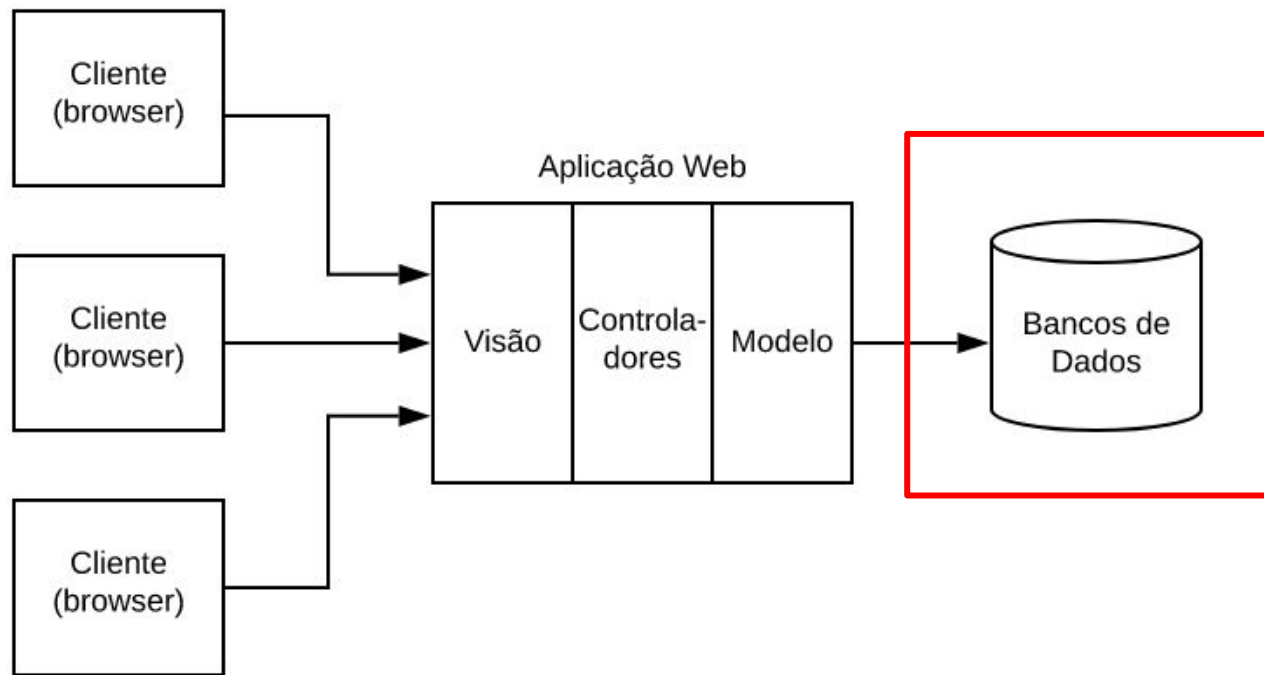 Cliente
(browser)
Cliente
(browser)
Cliente
(browser)
Aplicação Web
Visão
Controla-
dores
Modelo
Bancos de
Dados